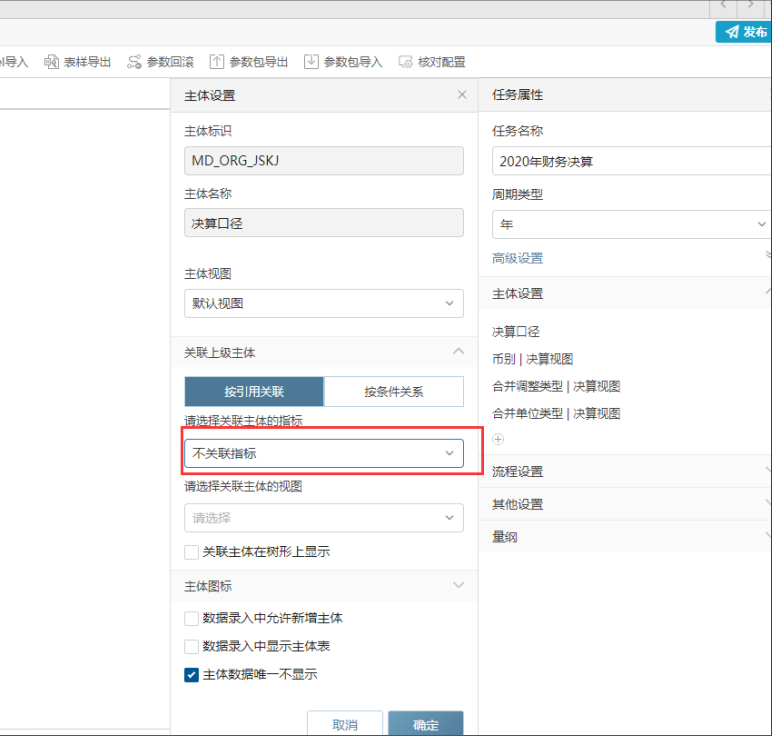 发布
导入
表样导出
参数回滚
参数包导出
参数包导入
核对配置
主体设置
主体标识
MD_ORG_JSKJ
主体名称
决算口径
主体视图
默认视图
关联上级主体
按引用关联
按条件关系
请选择关联主体的指标
不关联指标
请选择关联主体的视图
请选择
关联主体在树形上显示
主体图标
数据录入中允许新增主体
数据录入中显示主体表
主体数据唯一不显示
取消
确定
任务属性
任务名称
2020年财务决算
周期类型
年
高级设置
主体设置
决算口径
币别 | 决算视图
合并调整类型 | 决算视图
合并单位类型 | 决算视图
流程设置
其他设置
量纲